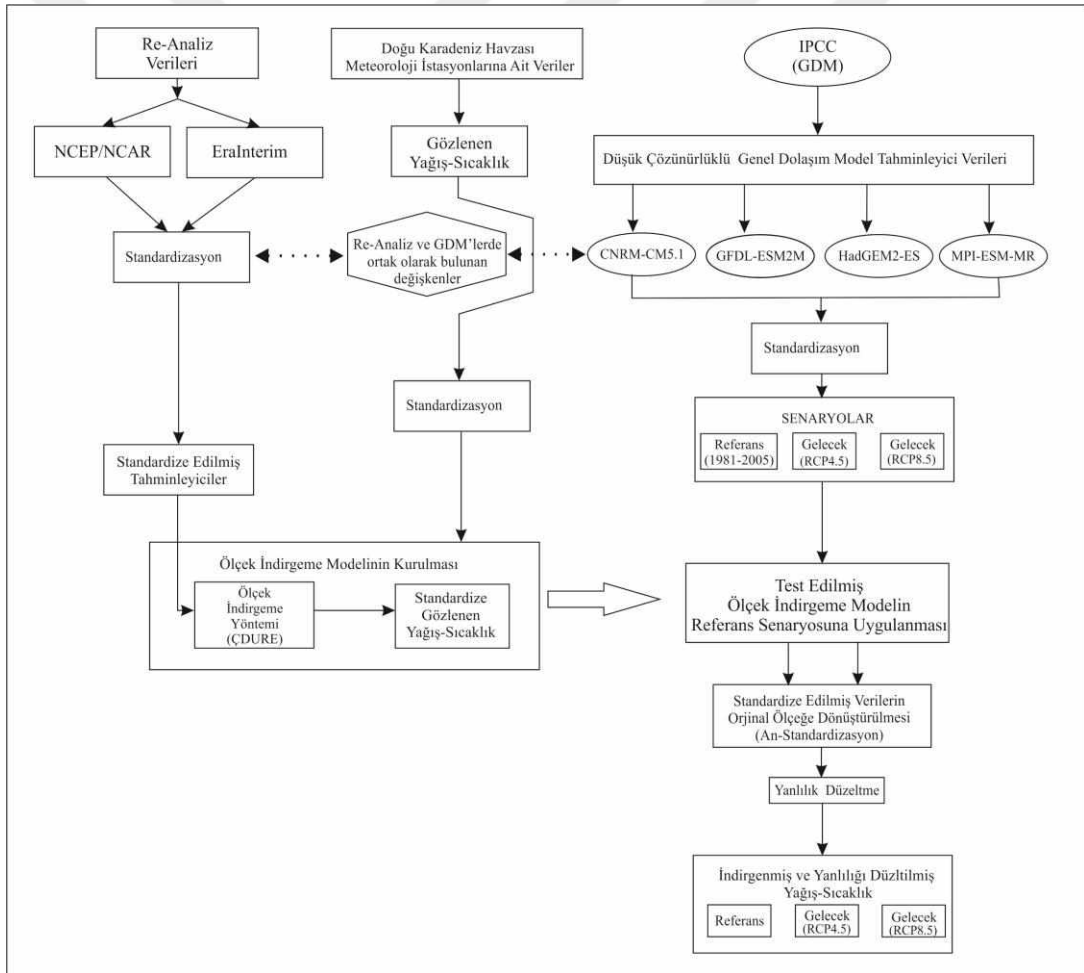 Re-Analiz
Verileri
Doğu Karadeniz Havzası
Meteoroloji İstasyonlarına Ait Veriler
IPCC
(GDM)
NCEP/NCAR
EraInterim
Gözlenen
Yağış-Sıcaklık
Düşük Çözünürlüklü Genel Dolaşım Model Tahminleyici Verileri
Standardizasyon
Re-Analiz ve GDM'lerde
ortak olarak bulunan
değişkenler
CNRM-CM5.1
GFDL-ESM2M
HadGEM2-ES
MPI-ESM-MR
Standardizasyon
Standardizasyon
SENARYOLAR
Referans
(1981-2005)
Gelecek
(RCP4.5)
Gelecek
(RCP8.5)
Standardize Edilmiş
Tahminleyiciler
Ölçek İndirgeme Modelinin Kurulması
Ölçek
İndirgeme
Yöntemi
(ÇDURE)
Standardize
Gözlenen
Yağış-Sıcaklık
Test Edilmiş
Ölçek İndirgeme Modelin
Referans Senaryosuna Uygulanması
Standardize Edilmiş Verilerin
Orjinal Ölçeğe Dönüştürülmesi
(An-Standardizasyon)
Yanlılık Düzeltme
İndirgenmiş ve Yanlılığı Düzltilmiş
Yağış-Sıcaklık
Referans
Gelecek
(RCP4.5)
Gelecek
(RCP8.5)